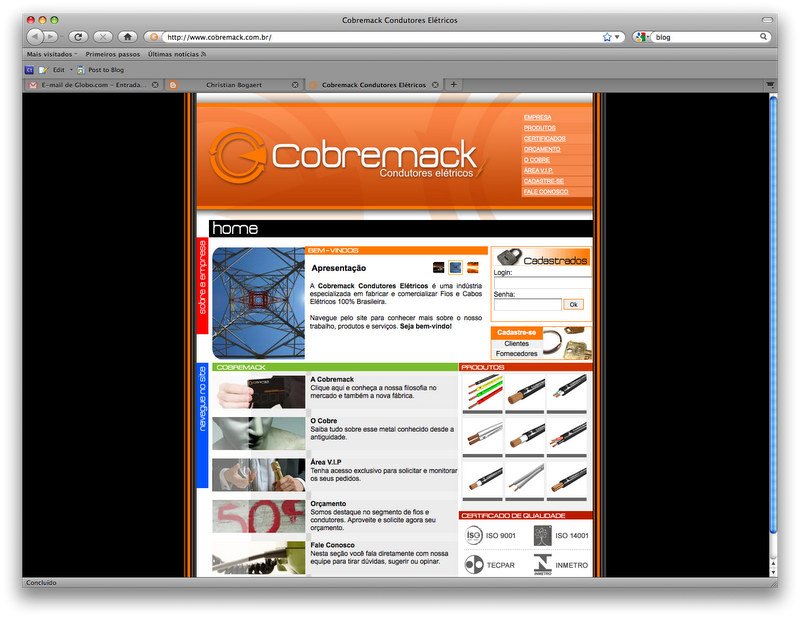 Cobremack Condutores Elétricos
http://www.cobremack.com.br/
blog
Mais visitados
Primeiros passos
Últimas notícias
Edit
Post to Blog
E-mail de Globo.com – Entrada...
Christian Bogaert
Cobremack Condutores Elétricos
EMPRESA
PRODUTOS
CERTIFICADOS
ORÇAMENTO
O COBRE
ÁREA V.I.P.
CADASTRE-SE
FALE CONOSCO
Cobremack
Condutores elétricos
home
sobre a empresa
BEM-VINDOS
Apresentação
A Cobremack Condutores Elétricos é uma indústria
especializada em fabricar e comercializar Fios e Cabos
Elétricos 100% Brasileira.
Navegue pelo site para conhecer mais sobre o nosso
trabalho, produtos e serviços. Seja bem-vindo!
Cadastrados
Login:
Senha:
Ok
Cadastre-se
Clientes
Fornecedores
navegue no site
COBREMACK
A Cobremack
Clique aqui e conheça a nossa filosofia no
mercado e também a nova fábrica.
O Cobre
Saiba tudo sobre esse metal conhecido desde a
antiguidade.
Área V.I.P
Tenha acesso exclusivo para solicitar e monitorar
os seus pedidos.
50%
Orçamento
Somos destaque no segmento de fios e
condutores. Aproveite e solicite agora seu
orçamento.
Fale Conosco
Nesta seção você fala diretamente com nossa
equipe para tirar dúvidas, sugerir ou opinar.
PRODUTOS
CERTIFICADO DE QUALIDADE
ISO
ISO 9001
ISO 14001
TECPAR
INMETRO
INMETRO
Concluído